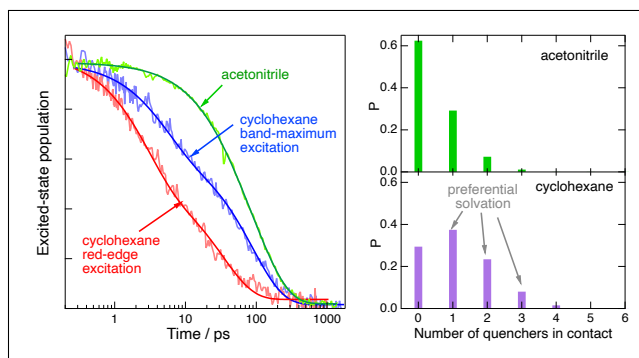 Excited-state population
acetonitrile
cyclohexane
band-maximum
excitation
cyclohexane
red-edge
excitation
1
10
100
1000
Time / ps
P
0.6
0.4
0.2
0.0
acetonitrile
P
0.6
0.4
0.2
0.0
cyclohexane
preferential
solvation
0
1
2
3
4
5
6
Number of quenchers in contact